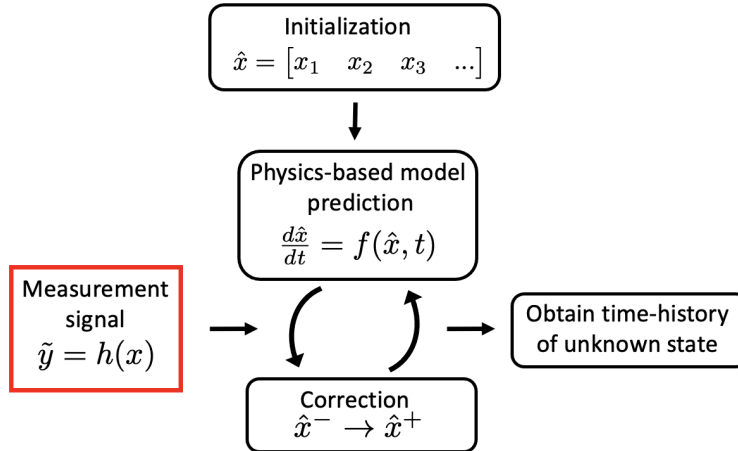 Initialization
x̂ = [x₁ x₂ x₃ ...]
Physics-based model
prediction
dx̂/dt = f(x̂, t)
Measurement
signal
ỹ = h(x)
Obtain time-history
of unknown state
Correction
x̂⁻ → x̂⁺